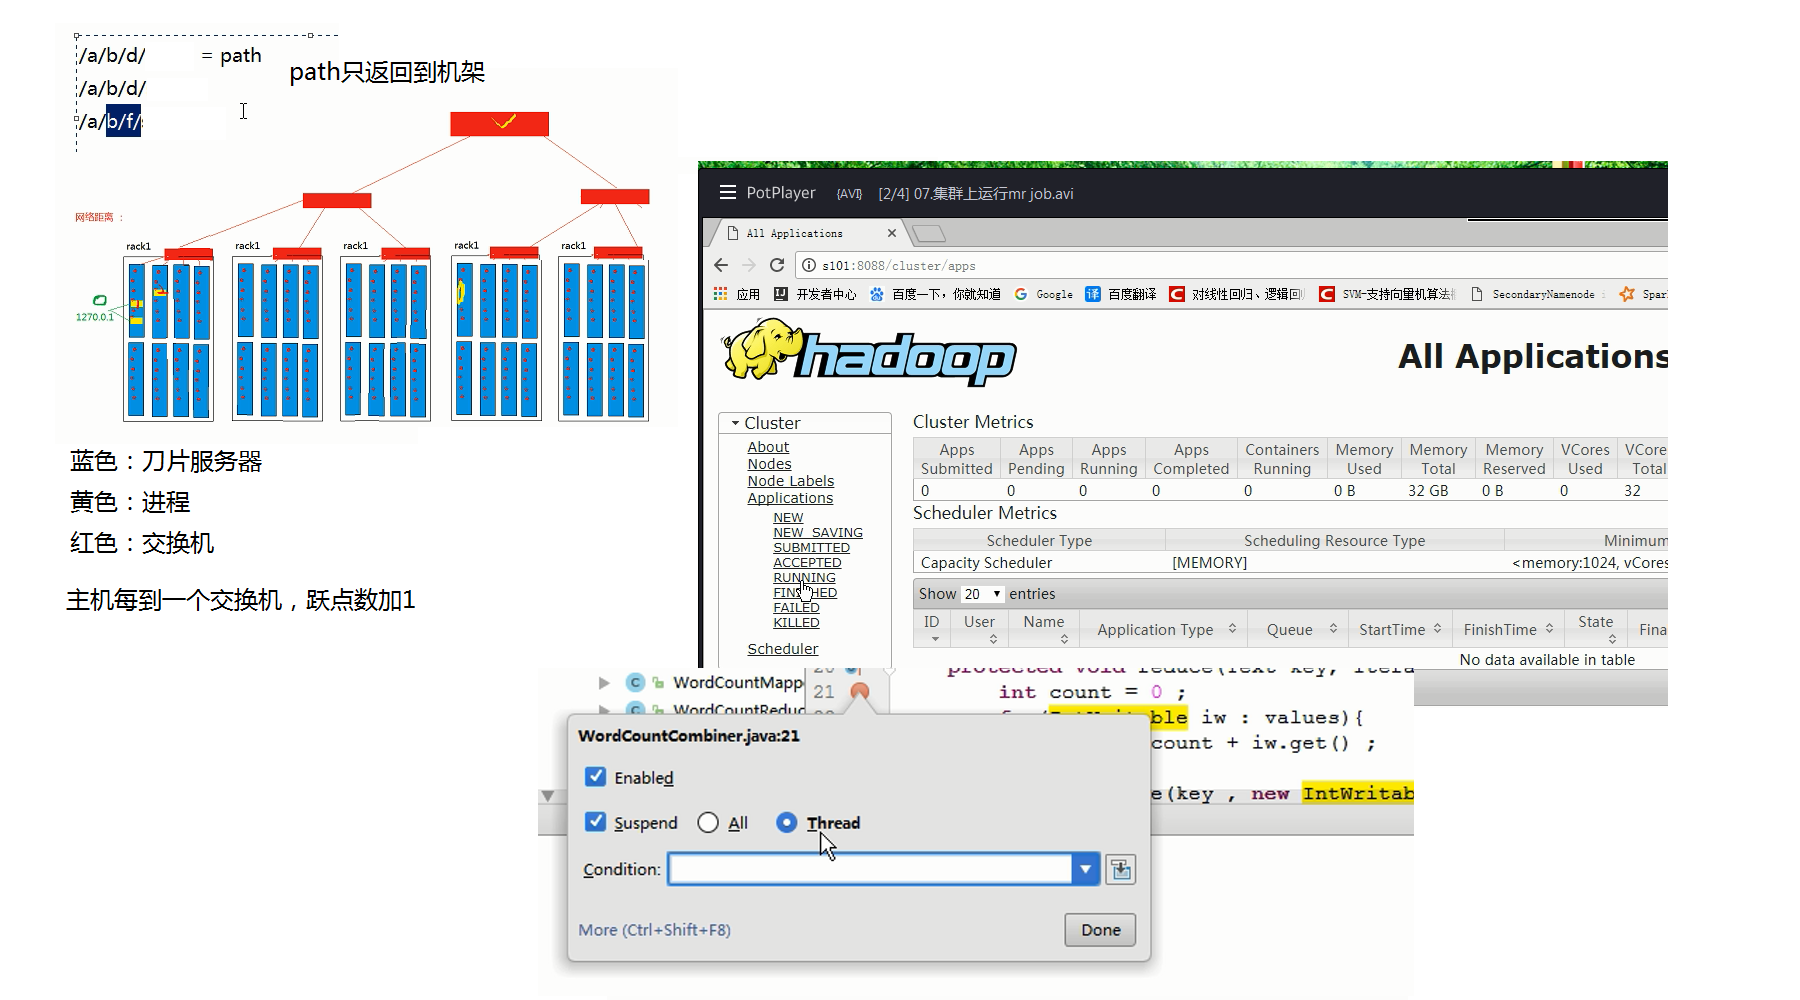 /a/b/d/ = path
/a/b/d/
/a/b/f/
path只返回到机架
网络距离 :
rack1 rack1 rack1 rack1 rack1
1270.0.1
蓝色：刀片服务器
黄色：进程
红色：交换机
主机每到一个交换机，跃点数加1
PotPlayer {AVI} [2/4] 07.集群上运行mr job.avi
All Applications
s101:8088/cluster/apps
应用 开发者中心 百度一下，你就知道 Google 译 百度翻译 对线性回归、逻辑回 SVM-支持向量机算法 SecondaryNamenode Spar
hadoop
All Applications
Cluster
About
Nodes
Node Labels
Applications
NEW
NEW_SAVING
SUBMITTED
ACCEPTED
RUNNING
FINISHED
FAILED
KILLED
Scheduler
Cluster Metrics
Apps Submitted Apps Pending Apps Running Apps Completed Containers Running Memory Used Memory Total Memory Reserved VCores Used VCore Total
0 0 0 0 0 0 B 32 GB 0 B 0 32
Scheduler Metrics
Scheduler Type Scheduling Resource Type Minimum
Capacity Scheduler [MEMORY] <memory:1024, vCores
Show 20 entries
ID User Name Application Type Queue StartTime FinishTime State Fina
No data available in table
WordCountMapp
WordCountReduc
20 protected void reduce(Text key, Itera
21 int count = 0 ;
ble iw : values){
count + iw.get() ;
e(key , new IntWritab
WordCountCombiner.java:21
Enabled
Suspend All Thread
Condition:
More (Ctrl+Shift+F8)
Done